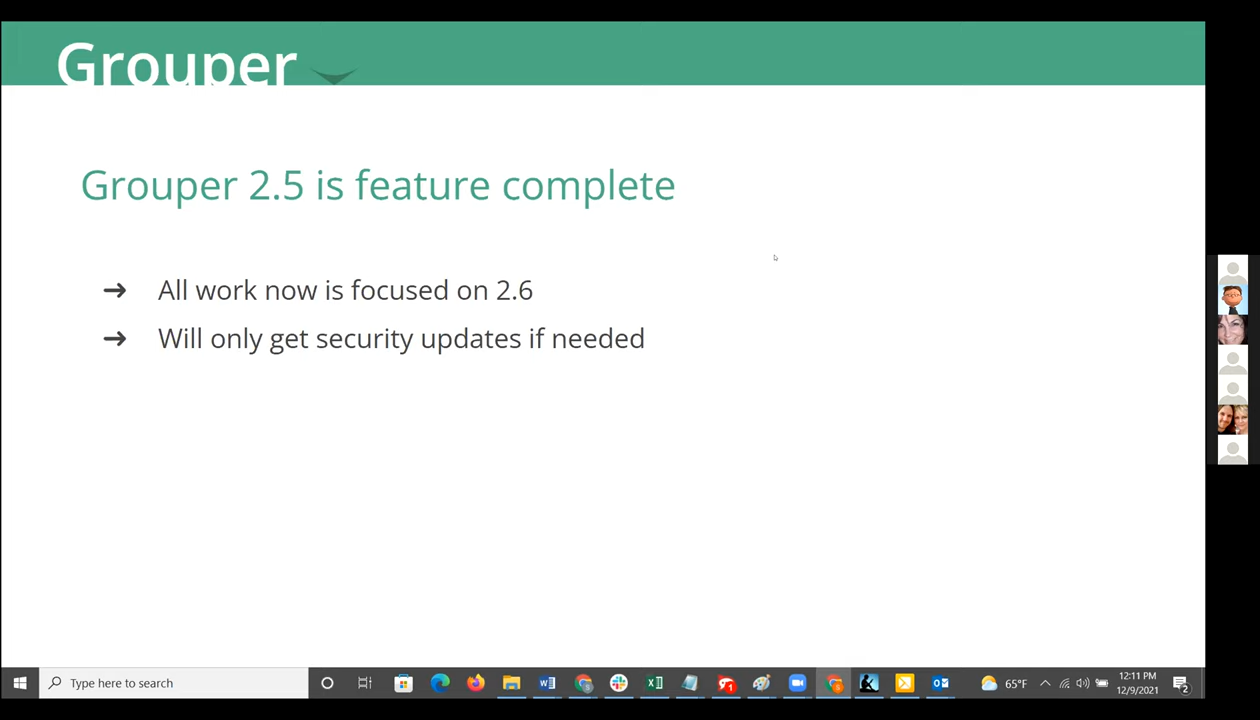 Grouper
Grouper 2.5 is feature complete
➔ All work now is focused on 2.6
➔ Will only get security updates if needed
Type here to search
65°F
12:11 PM
12/9/2021
2